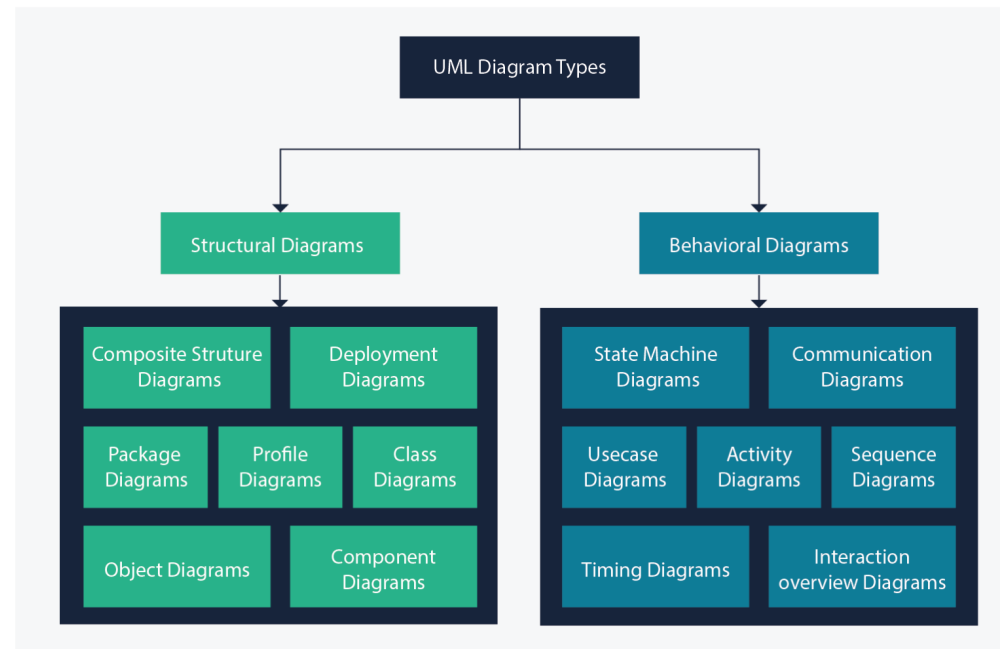 UML Diagram Types
Structural Diagrams
Behavioral Diagrams
Composite Struture
Diagrams
Deployment
Diagrams
Package
Diagrams
Profile
Diagrams
Class
Diagrams
Object Diagrams
Component
Diagrams
State Machine
Diagrams
Communication
Diagrams
Usecase
Diagrams
Activity
Diagrams
Sequence
Diagrams
Timing Diagrams
Interaction
overview Diagrams